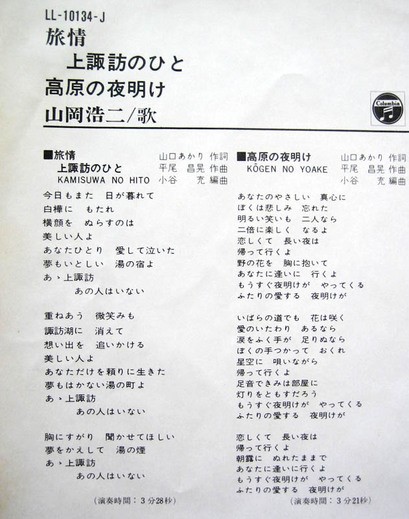 LL-10134-J
旅情
上諏訪のひと
高原の夜明け
山岡浩二/歌
Columbia
■旅情
上諏訪のひと
KAMISUWA NO HITO
山口あかり 作詞
平尾 昌晃 作曲
小谷 充 編曲
今日もまた 日が暮れて
白樺に もたれ
横顔を ぬらすのは
美しい人よ
あなたひとり 愛して泣いた
夢もいとしい 湯の宿よ
あゝ上諏訪
あの人はいない
重ねあう 微笑みも
諏訪湖に 消えて
想い出を 追いかける
美しい人よ
あなただけを頼りに生きた
夢もはかない湯の町よ
あゝ上諏訪
あの人はいない
胸にすがり 聞かせてほしい
夢をかえして 湯の煙
あゝ上諏訪
あの人はいない
(演奏時間:3分28秒)
■高原の夜明け
KŌGEN NO YOAKE
山口あかり 作詞
平尾 昌晃 作曲
小谷 充 編曲
あなたのやさしい 真心に
ぼくは悲しみ 忘れた
明るい笑いも 二人なら
二倍に楽しく なるよ
恋しくて 長い夜は
帰って行くよ
野の花を 胸に抱いて
あなたに逢いに 行くよ
もうすぐ夜明けが やってくる
ふたりの愛する 夜明けが
いばらの道でも 花は咲く
愛のいたわり あるなら
涙をふく手が 足りぬなら
ぼくの手つかって おくれ
星空に 唄いながら
帰って行くよ
足音できみは部屋に
灯りをともすだろう
もうすぐ夜明けが やってくる
ふたりの愛する 夜明けが
恋しくて 長い夜は
帰って行くよ
朝露に ぬれたままで
あなたに逢いに行くよ
もうすぐ夜明けが やってくる
ふたりの愛する 夜明けが
(演奏時間:3分21秒)